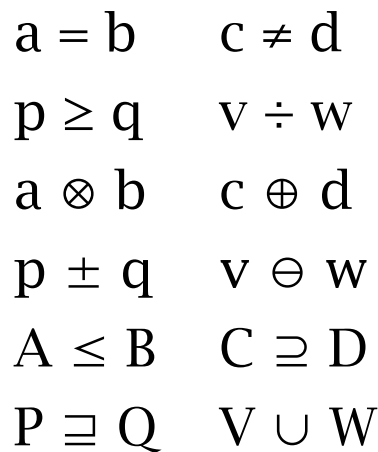 a = b c ≠ d
p ≥ q v ÷ w
a ⊗ b c ⊕ d
p ± q v ⊖ w
A ≤ B C ⊇ D
P ⊒ Q V ∪ W